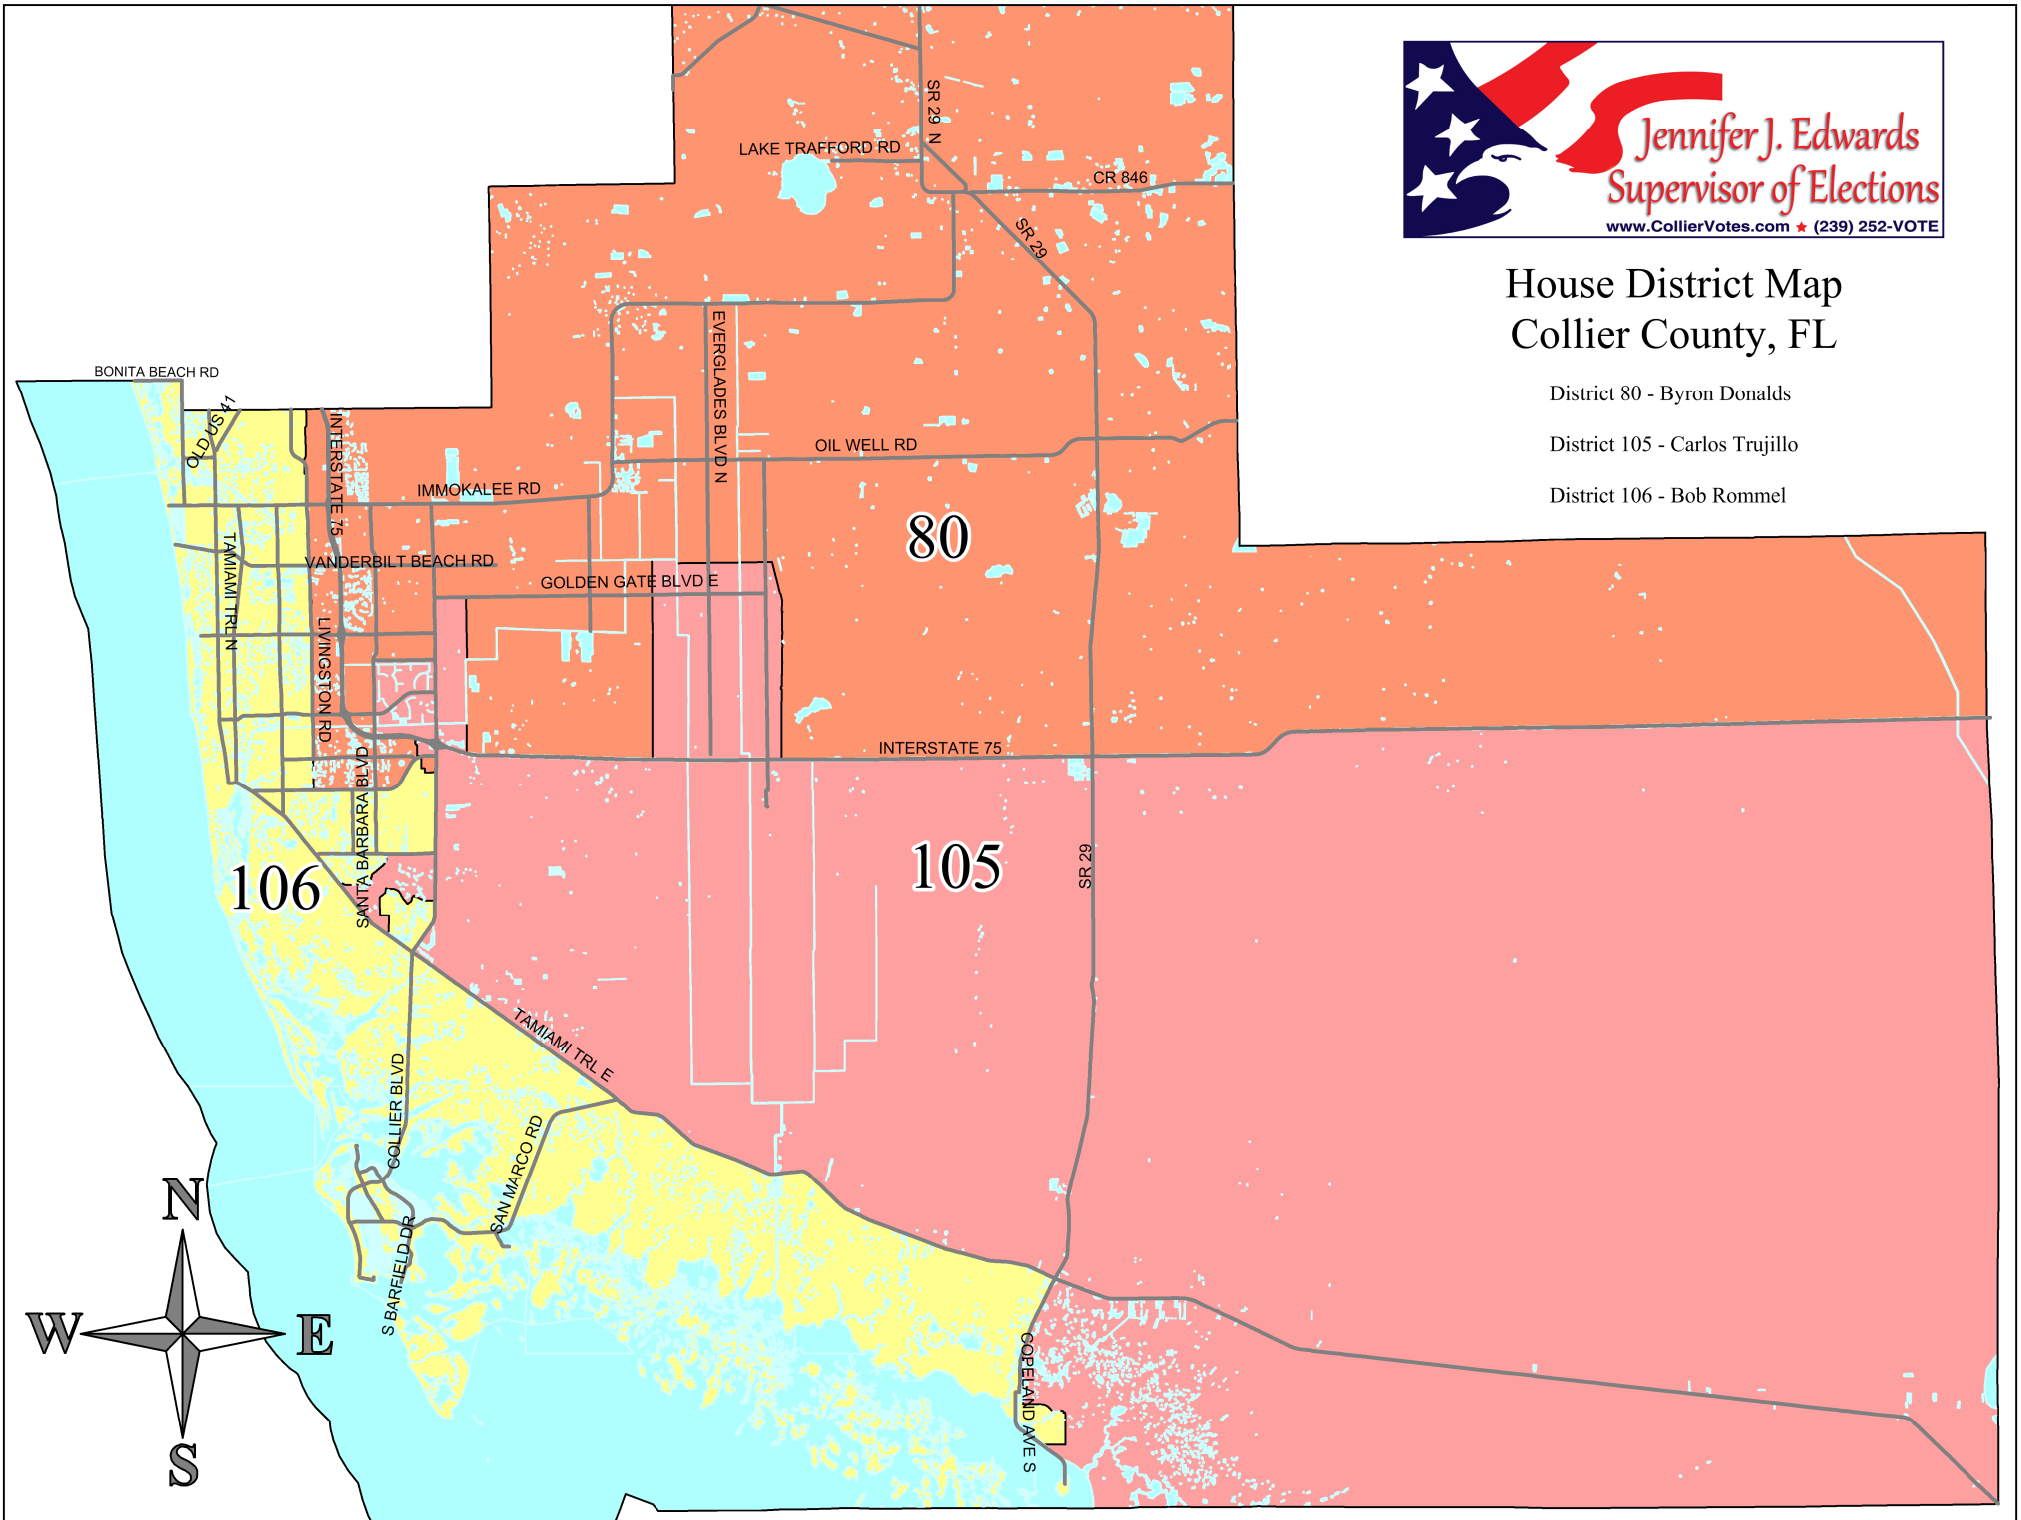 Jennifer J. Edwards
Supervisor of Elections
www.CollierVotes.com ★ (239) 252-VOTE
House District Map
Collier County, FL
District 80 - Byron Donalds
District 105 - Carlos Trujillo
District 106 - Bob Rommel
SR 29 N
LAKE TRAFFORD RD
CR 846
SR 29
EVERGLADES BLVD N
BONITA BEACH RD
OLD US 41
INTERSTATE 75
OIL WELL RD
IMMOKALEE RD
80
TAMIAMI TRL N
VANDERBILT BEACH RD
GOLDEN GATE BLVD E
LIVINGSTON RD
INTERSTATE 75
SANTA BARBARA BLVD
106
105
SR 29
TAMIAMI TRL E
COLLIER BLVD
SAN MARCO RD
S BARFIELD DR
COPELAND AVE S
N
W
E
S